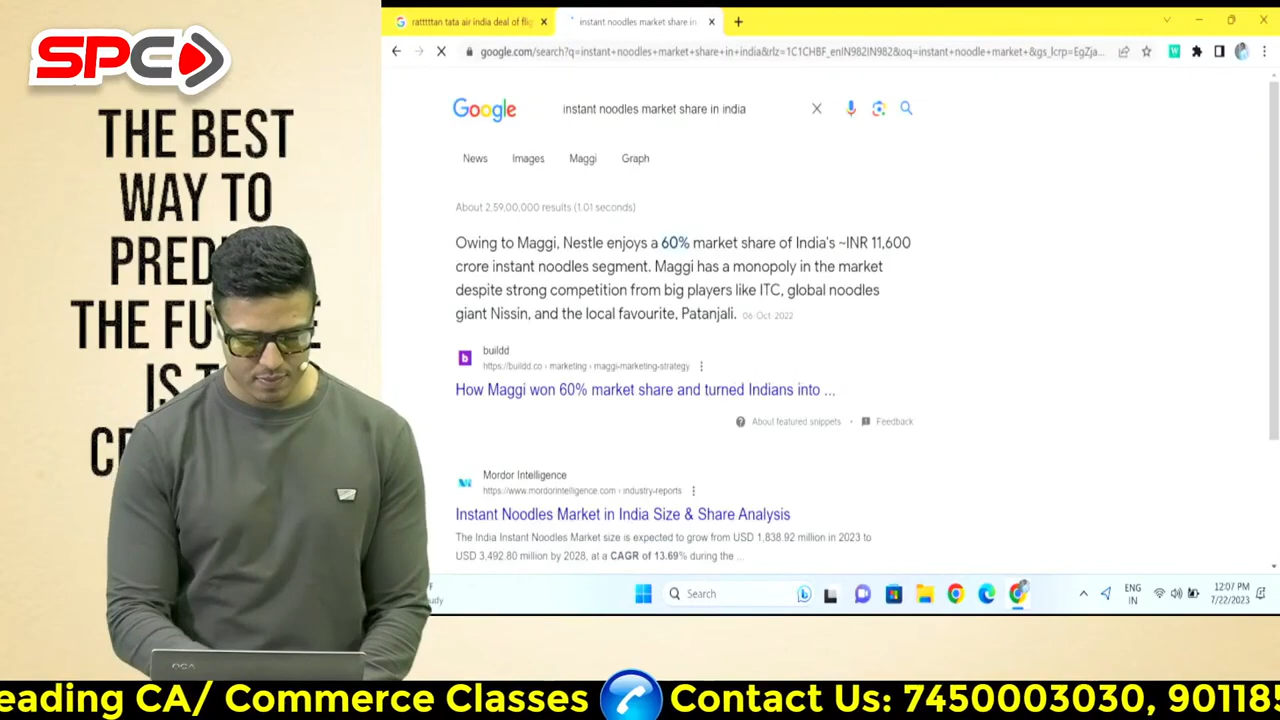 SPC
THE BEST
WAY TO
PRED
THE FU E
IS T
rattttan tata air india deal of flig
instant noodles market share in
google.com/search?q=instant+noodles+market+share+in+india&rlz=1C1CHBF_enIN982IN982&oq=instant+noodle+market+&gs_lcrp=EgZja...
Google
instant noodles market share in india
News Images Maggi Graph
About 2,59,00,000 results (1.01 seconds)
Owing to Maggi, Nestle enjoys a 60% market share of India's ~INR 11,600
crore instant noodles segment. Maggi has a monopoly in the market
despite strong competition from big players like ITC, global noodles
giant Nissin, and the local favourite, Patanjali. 06-Oct-2022
buildd
https://buildd.co › marketing › maggi-marketing-strategy
How Maggi won 60% market share and turned Indians into ...
About featured snippets • Feedback
Mordor Intelligence
https://www.mordorintelligence.com › industry-reports
Instant Noodles Market in India Size & Share Analysis
The India Instant Noodles Market size is expected to grow from USD 1,838.92 million in 2023 to
USD 3,492.80 million by 2028, at a CAGR of 13.69% during the ...
Search
ENG
IN
12:07 PM
7/22/2023
eading CA/ Commerce Classes Contact Us: 7450003030, 901185